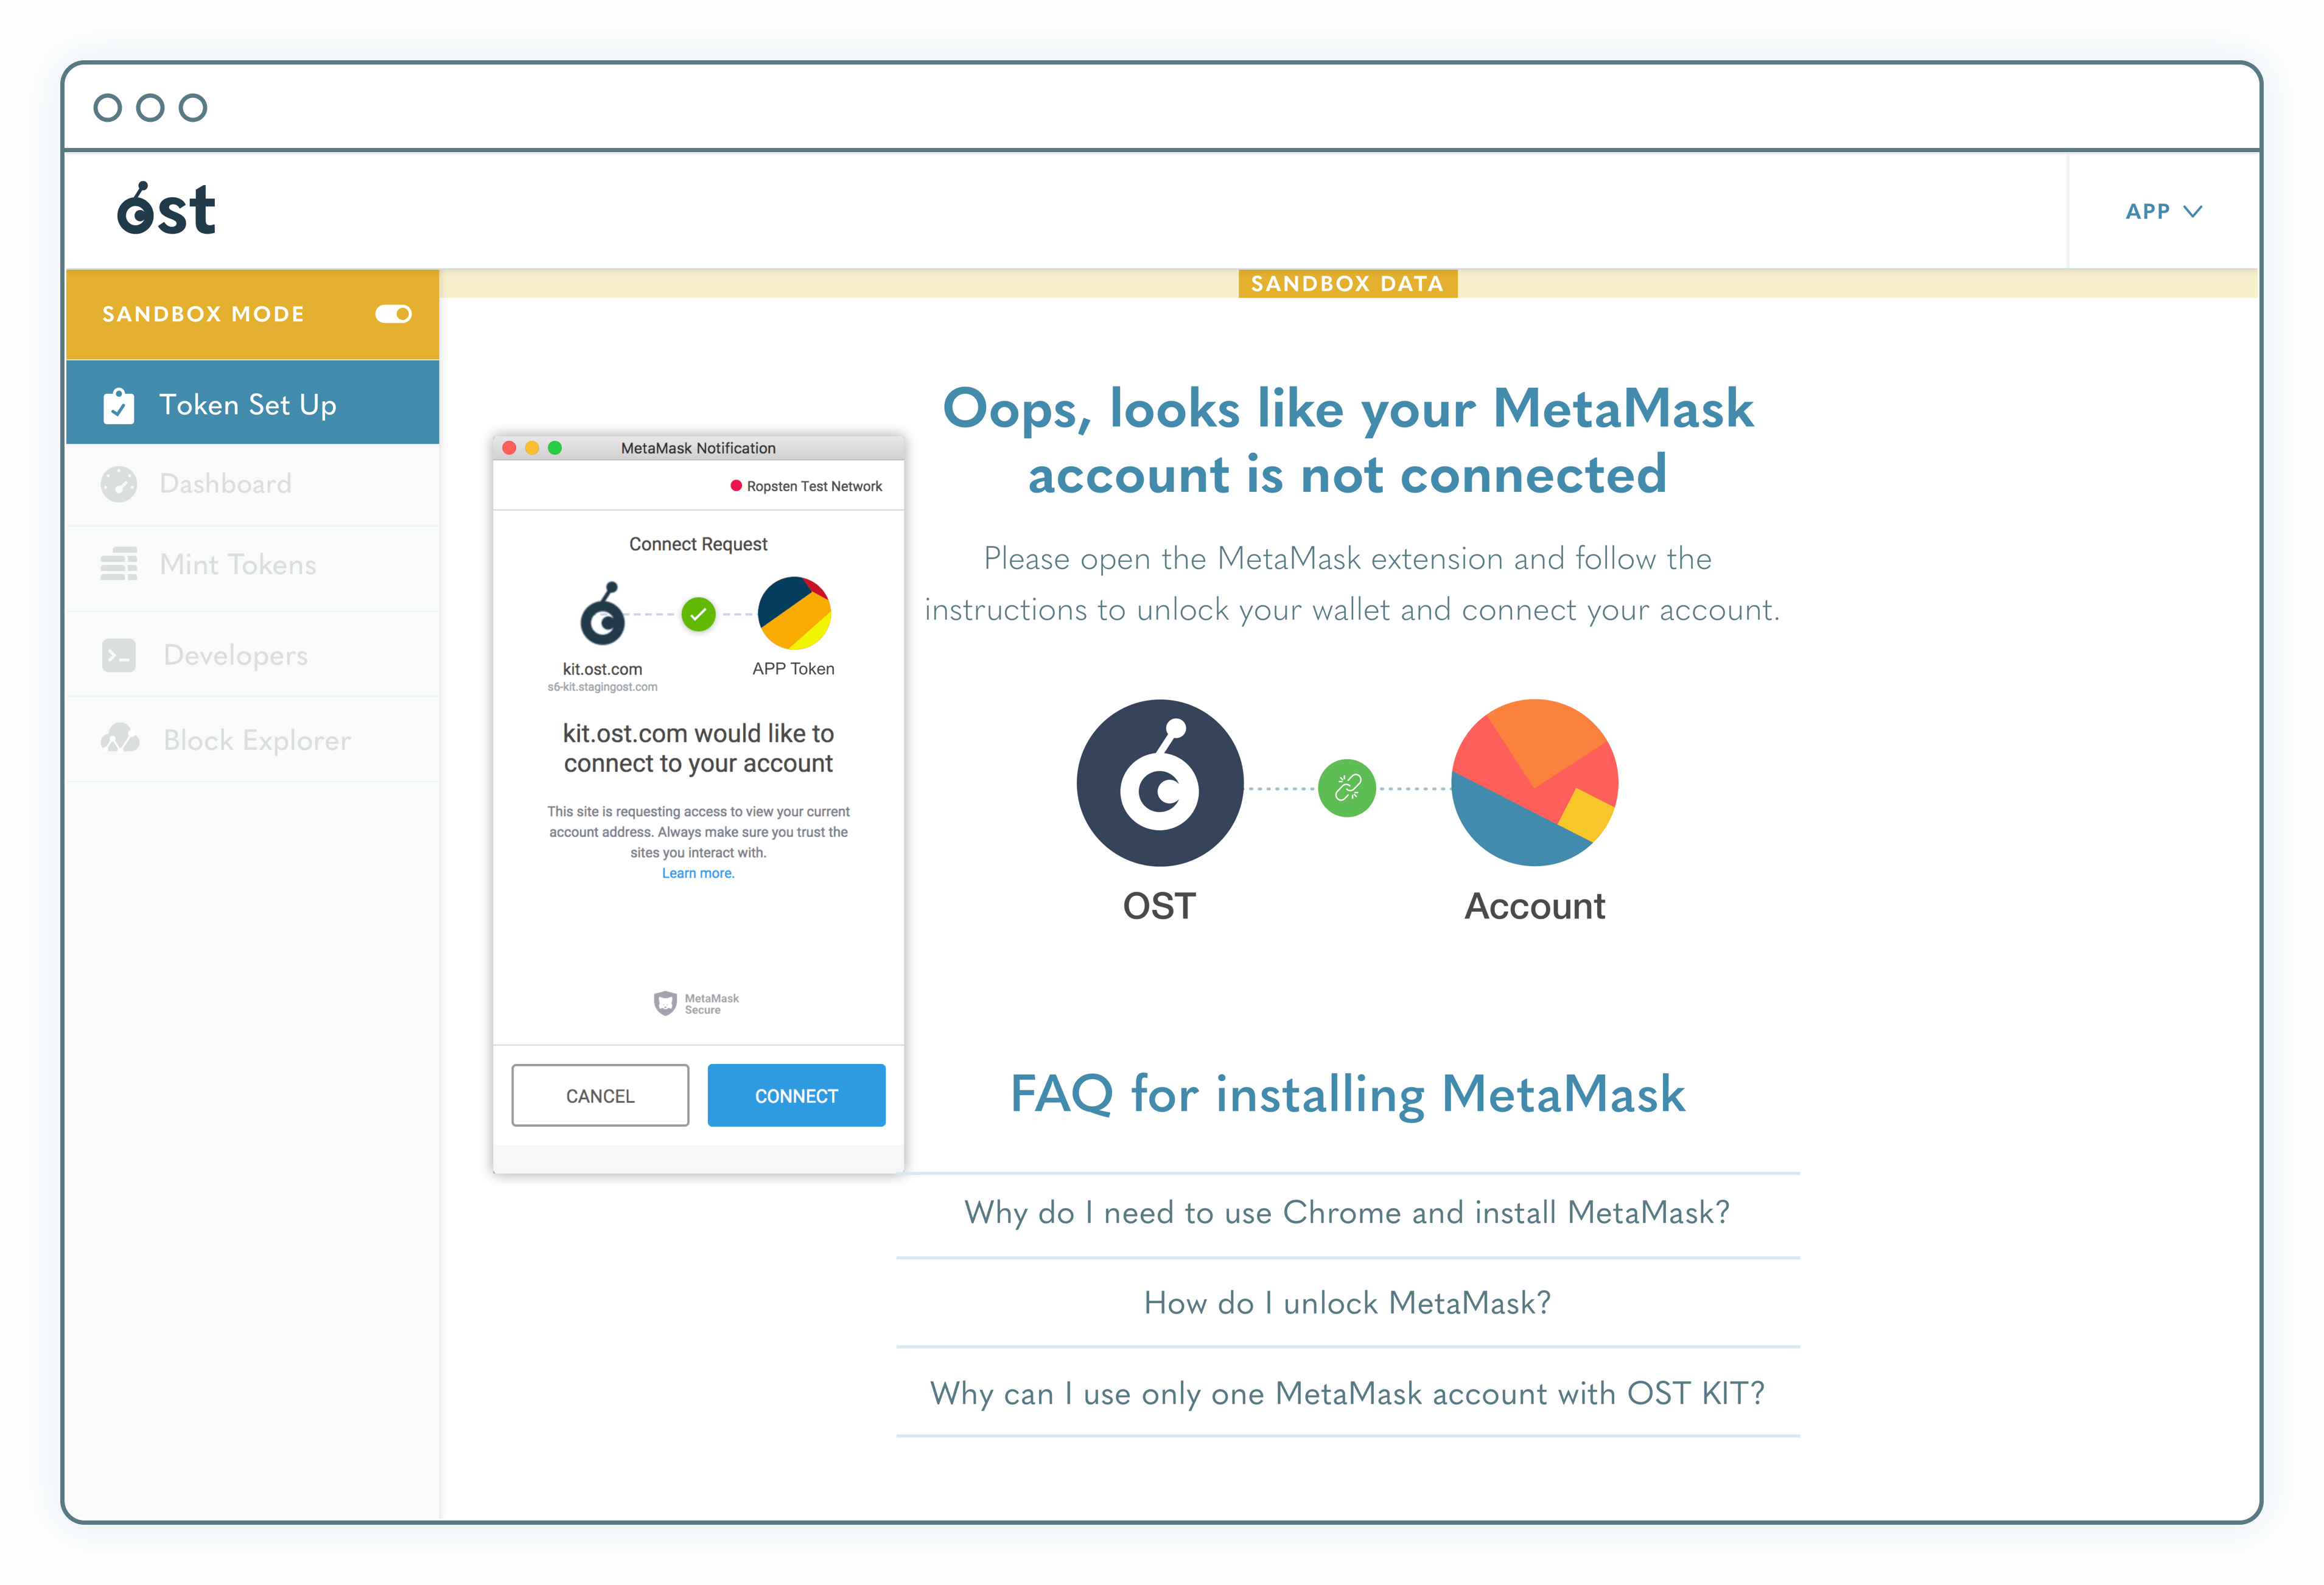 ost
APP
SANDBOX MODE
SANDBOX DATA
Token Set Up
Dashboard
Mint Tokens
Developers
Block Explorer
MetaMask Notification
Ropsten Test Network
Connect Request
kit.ost.com
s6-kit.stagingost.com
APP Token
kit.ost.com would like to
connect to your account
This site is requesting access to view your current
account address. Always make sure you trust the
sites you interact with.
Learn more.
MetaMask
Secure
CANCEL
CONNECT
Oops, looks like your MetaMask
account is not connected
Please open the MetaMask extension and follow the
instructions to unlock your wallet and connect your account.
OST
Account
FAQ for installing MetaMask
Why do I need to use Chrome and install MetaMask?
How do I unlock MetaMask?
Why can I use only one MetaMask account with OST KIT?